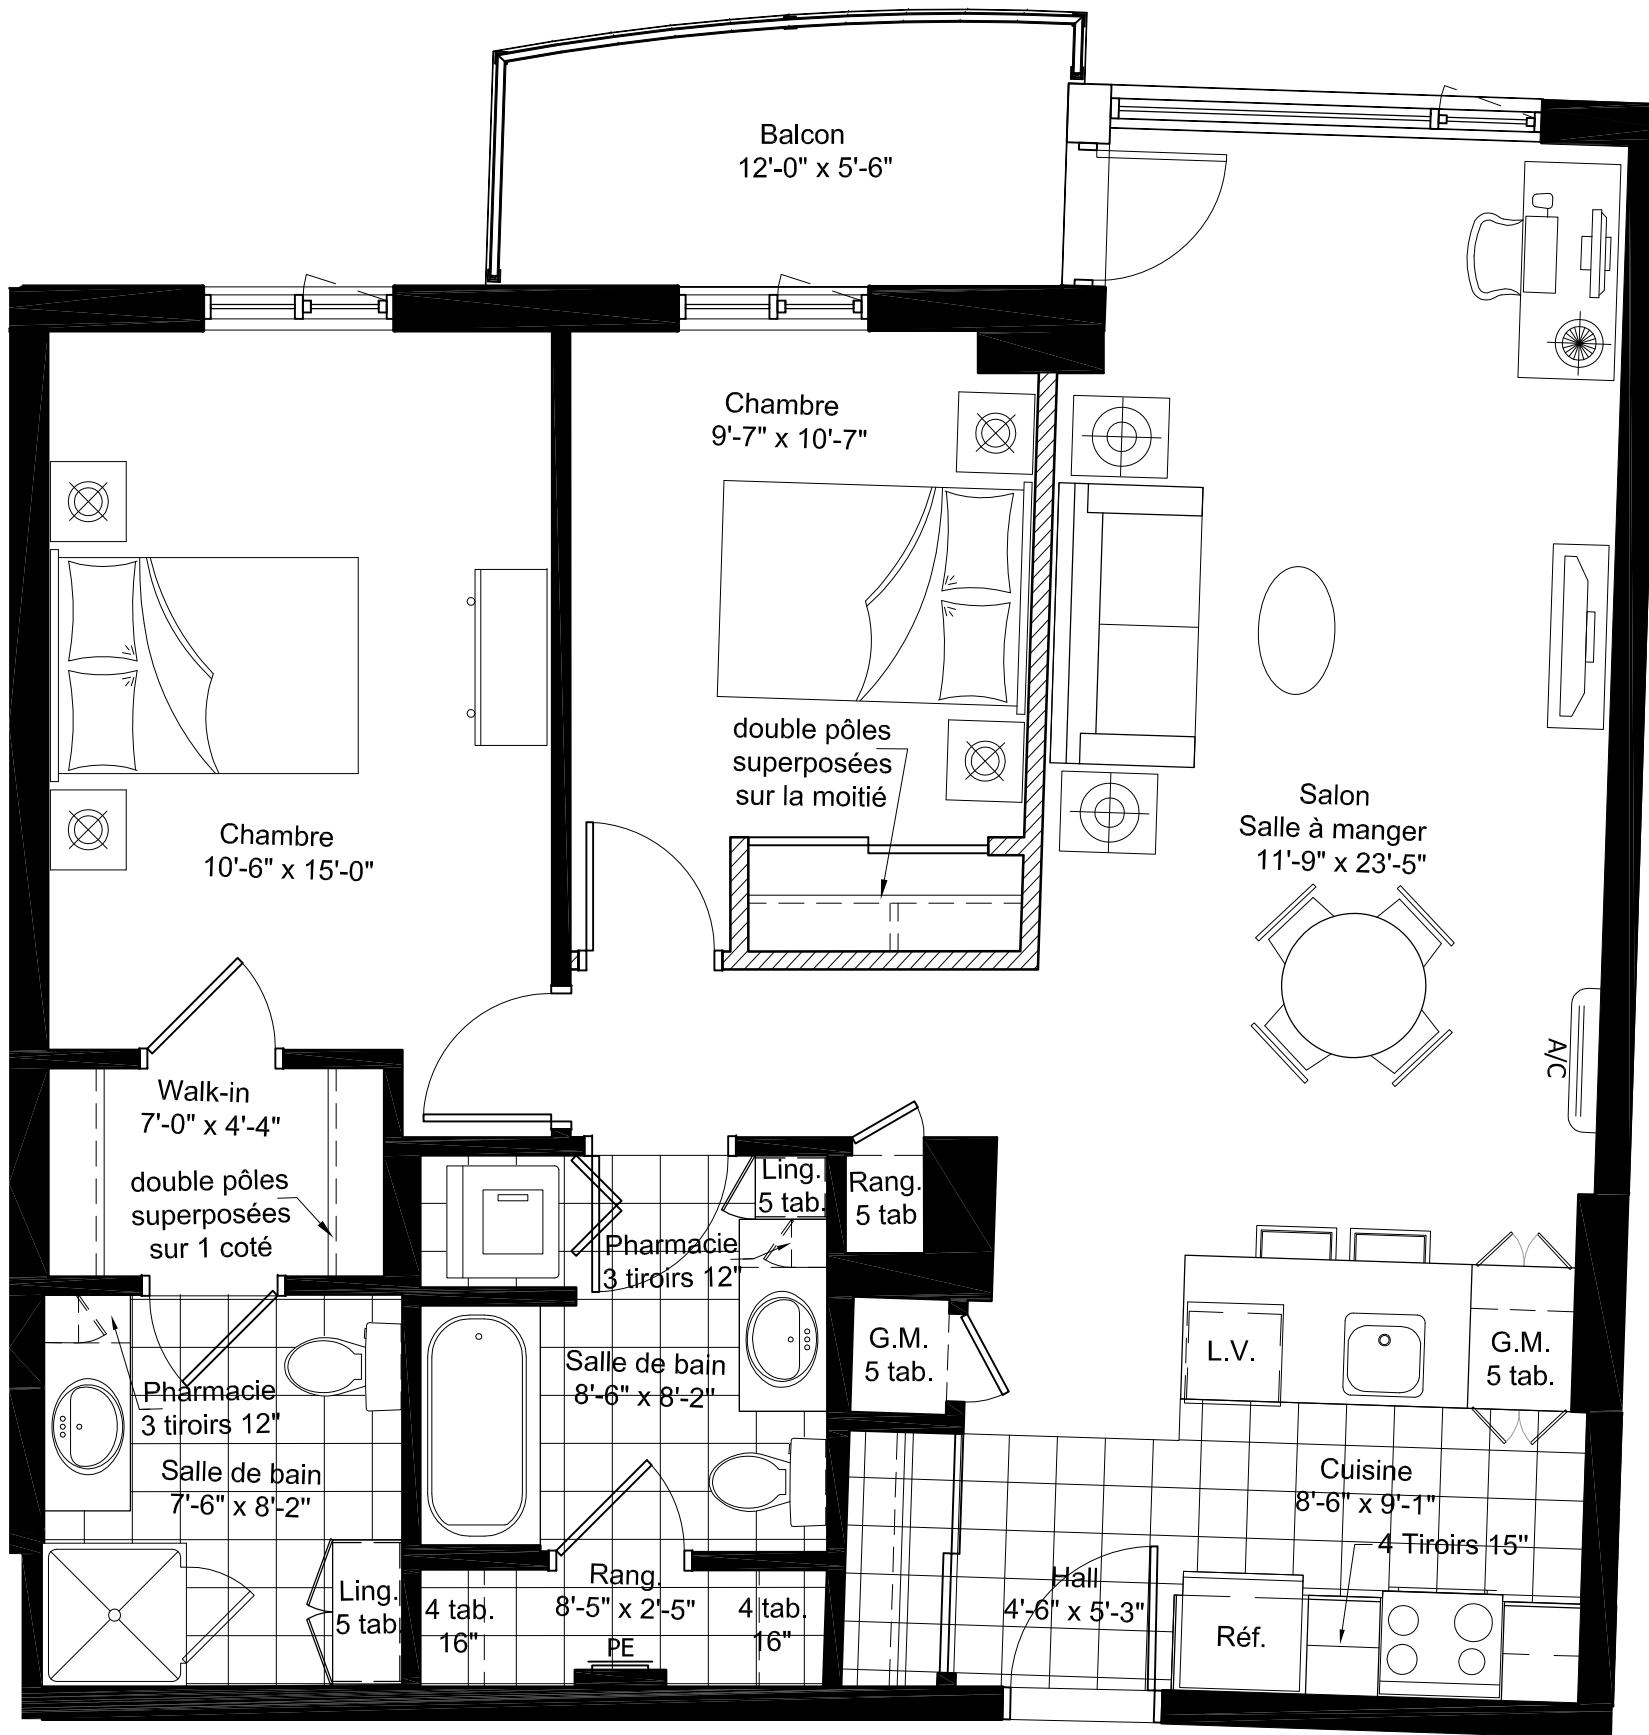 Balcon
12'-0" x 5'-6"
Chambre
9'-7" x 10'-7"
double pôles
superposées
sur la moitié
Chambre
10'-6" x 15'-0"
Salon
Salle à manger
11'-9" x 23'-5"
A/C
Walk-in
7'-0" x 4'-4"
double pôles
superposées
sur 1 coté
Ling.
5 tab.
Rang.
5 tab
Pharmacie
3 tiroirs 12"
G.M.
5 tab.
L.V.
G.M.
5 tab.
Salle de bain
8'-6" x 8'-2"
Pharmacie
3 tiroirs 12"
Salle de bain
7'-6" x 8'-2"
Cuisine
8'-6" x 9'-1"
4 Tiroirs 15"
Ling.
5 tab.
4 tab.
16"
Rang.
8'-5" x 2'-5"
PE
4 tab.
16"
Hall
4'-6" x 5'-3"
Réf.